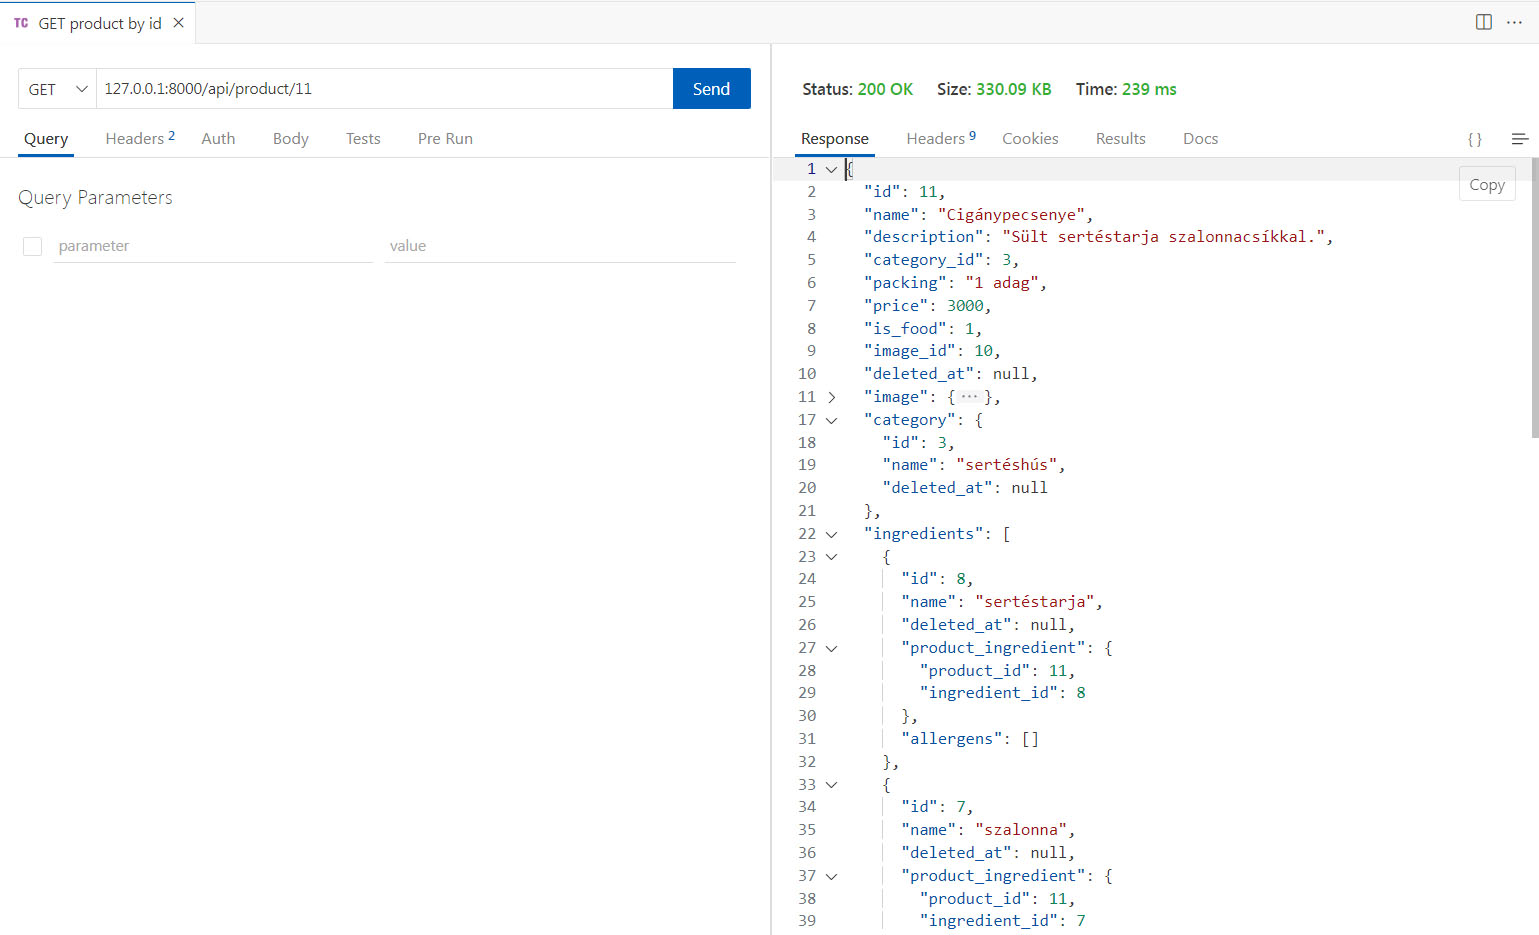 TC GET product by id
GET 127.0.0.1:8000/api/product/11 Send
Query Headers 2 Auth Body Tests Pre Run
Query Parameters
parameter value
Status: 200 OK Size: 330.09 KB Time: 239 ms
Response Headers 9 Cookies Results Docs { }
Copy
1 {
2 "id": 11,
3 "name": "Cigánypecsenye",
4 "description": "Sült sertéstarja szalonnacsíkkal.",
5 "category_id": 3,
6 "packing": "1 adag",
7 "price": 3000,
8 "is_food": 1,
9 "image_id": 10,
10 "deleted_at": null,
11 "image": { ··· },
17 "category": {
18 "id": 3,
19 "name": "sertéshús",
20 "deleted_at": null
21 },
22 "ingredients": [
23 {
24 "id": 8,
25 "name": "sertéstarja",
26 "deleted_at": null,
27 "product_ingredient": {
28 "product_id": 11,
29 "ingredient_id": 8
30 },
31 "allergens": []
32 },
33 {
34 "id": 7,
35 "name": "szalonna",
36 "deleted_at": null,
37 "product_ingredient": {
38 "product_id": 11,
39 "ingredient_id": 7